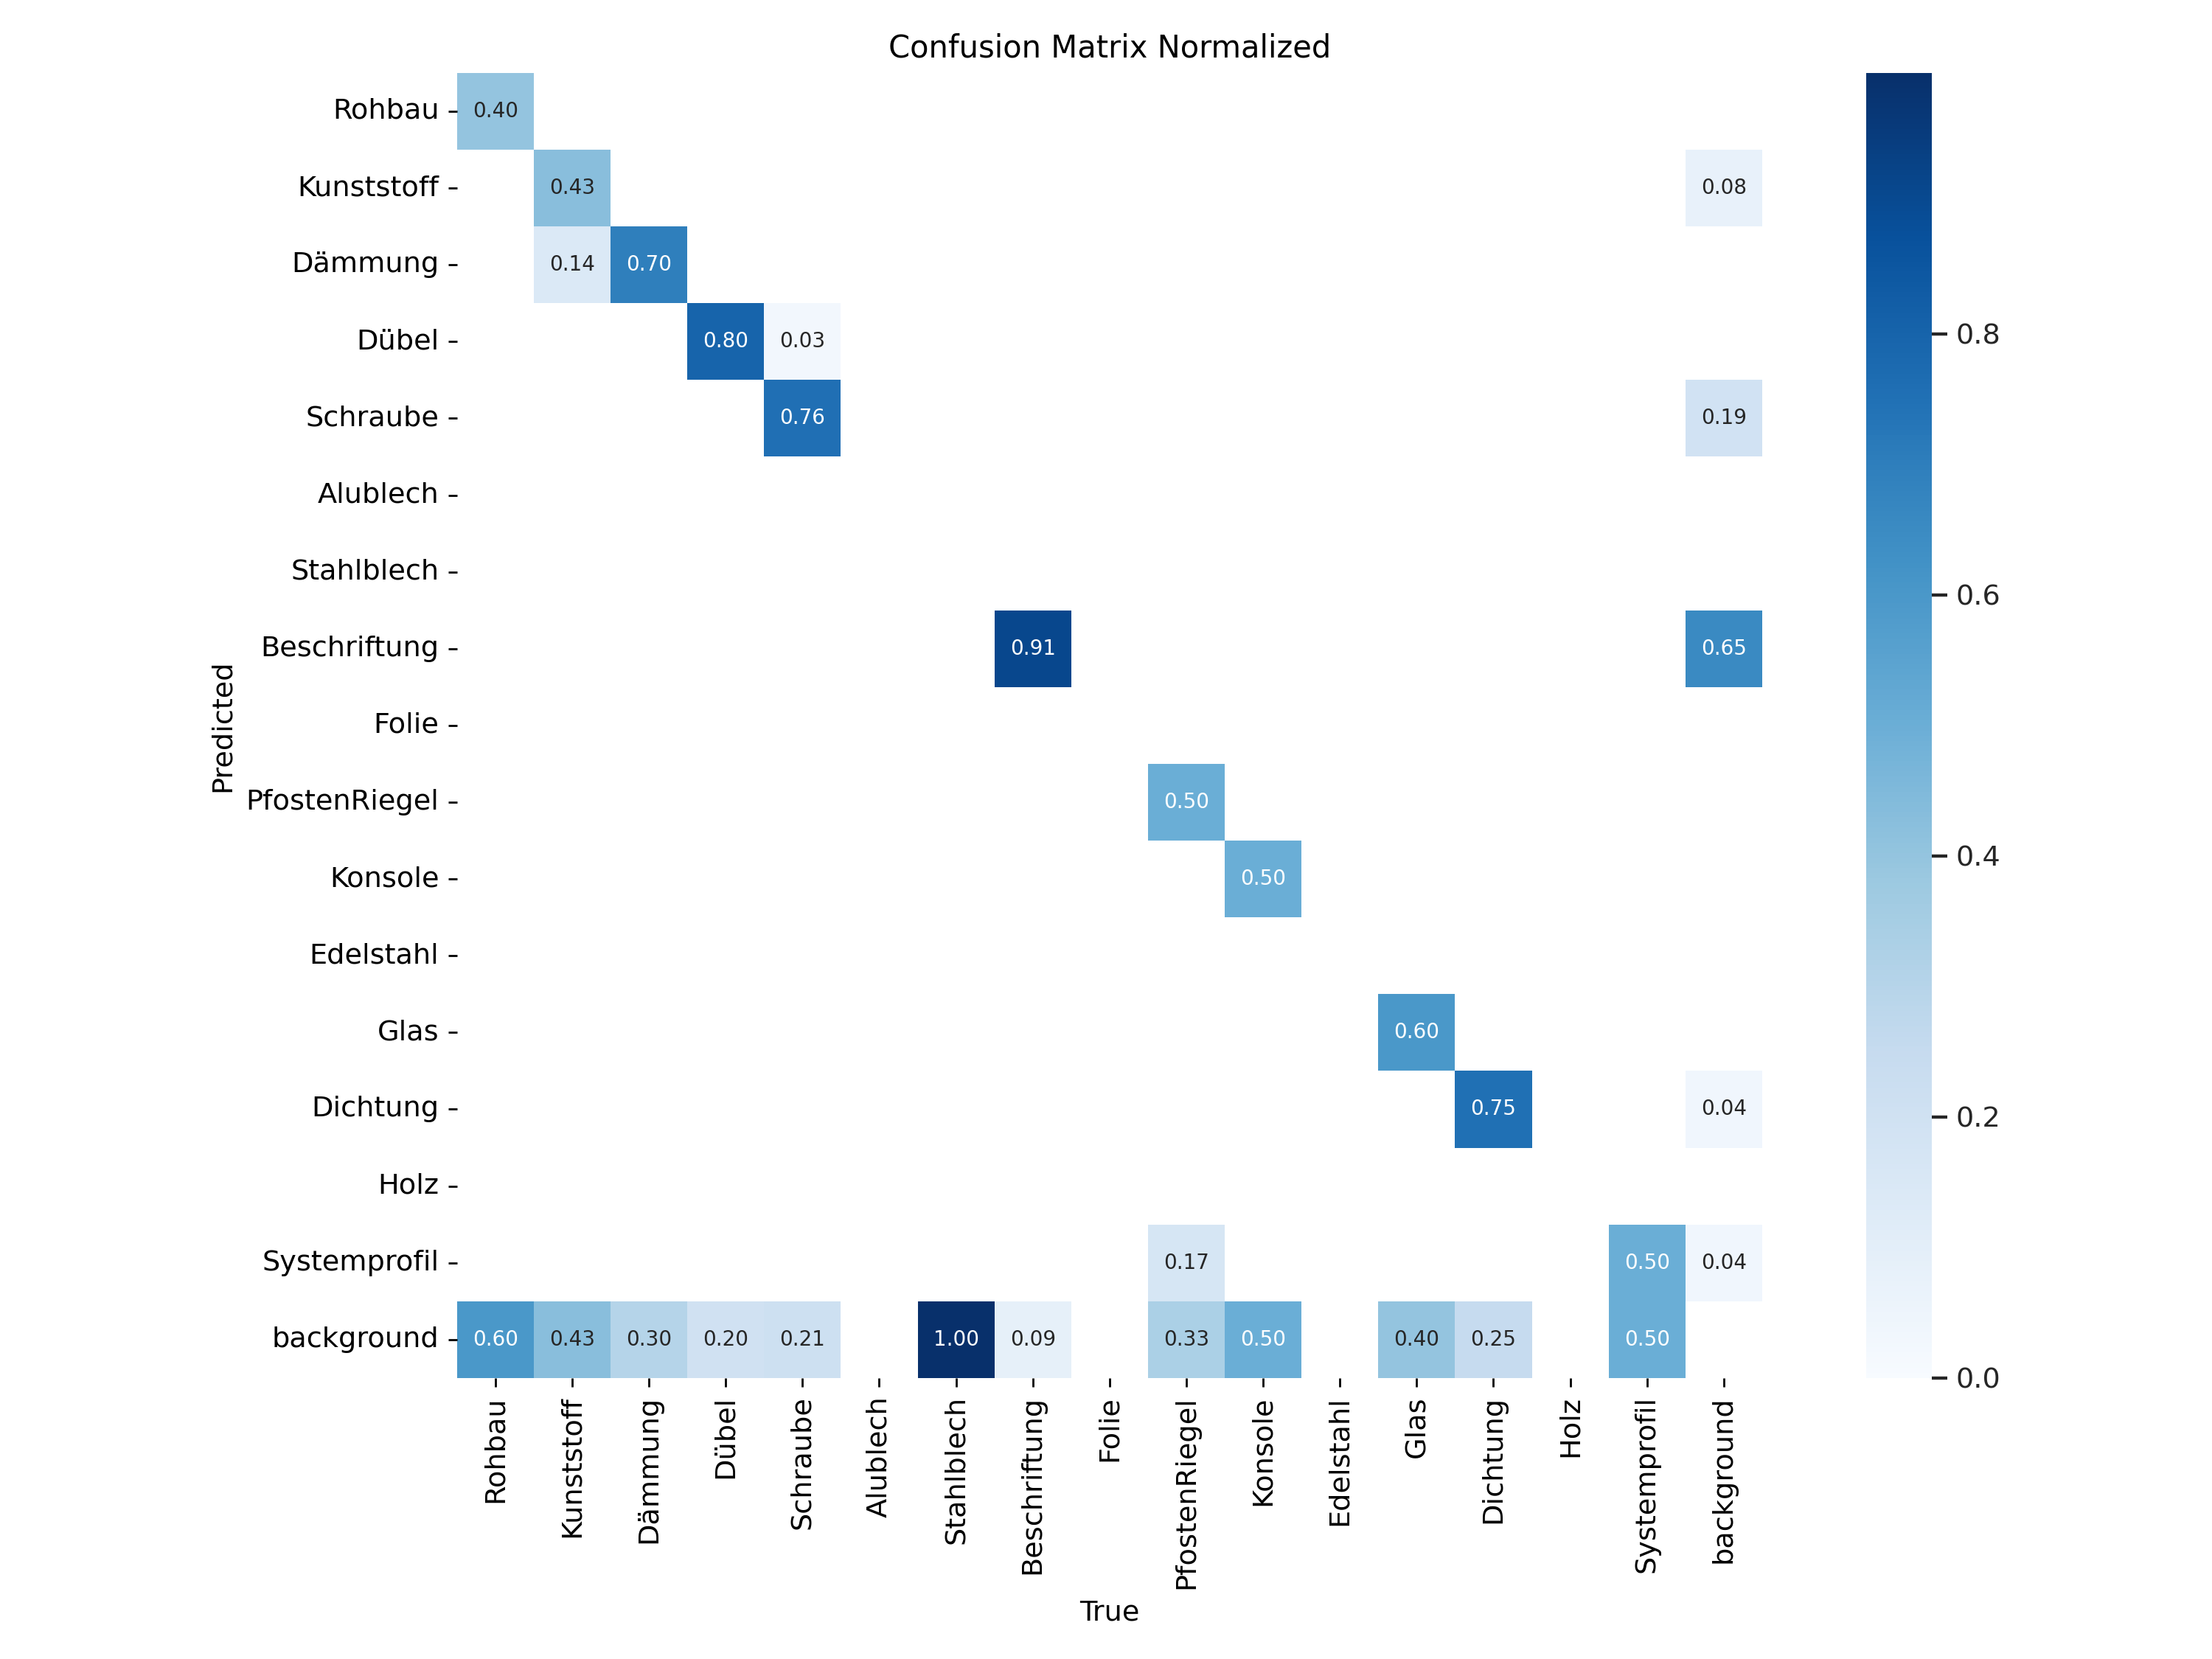 Confusion Matrix Normalized
Rohbau
0.40
Kunststoff
0.43
0.08
Dämmung
0.14
0.70
Dübel
0.80
0.03
Schraube
0.76
0.19
Alublech
Stahlblech
Beschriftung
0.91
0.65
Folie
PfostenRiegel
0.50
Konsole
0.50
Edelstahl
Glas
0.60
Dichtung
0.75
0.04
Holz
Systemprofil
0.17
0.50
0.04
background
0.60
0.43
0.30
0.20
0.21
1.00
0.09
0.33
0.50
0.40
0.25
0.50
Predicted
Rohbau
Kunststoff
Dämmung
Dübel
Schraube
Alublech
Stahlblech
Beschriftung
Folie
PfostenRiegel
Konsole
Edelstahl
Glas
Dichtung
Holz
Systemprofil
background
True
0.8
0.6
0.4
0.2
0.0